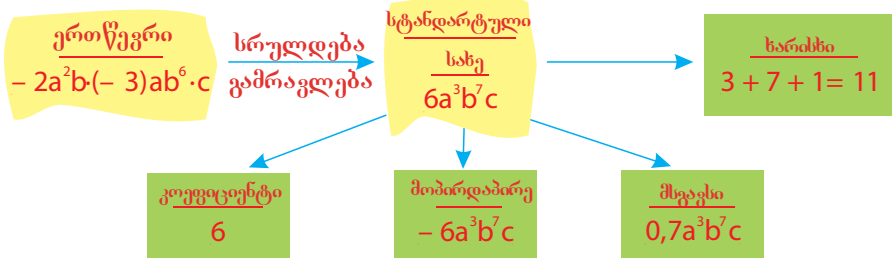 ერთწევრი
– 2a²b·(– 3)ab⁶·c
სრულდება
გამრავლება
სტანდარტული
სახე
6a³b⁷c
ხარისხი
3 + 7 + 1= 11
კოეფიციენტი
6
მოპირდაპირე
– 6a³b⁷c
მსგავსი
0,7a³b⁷c